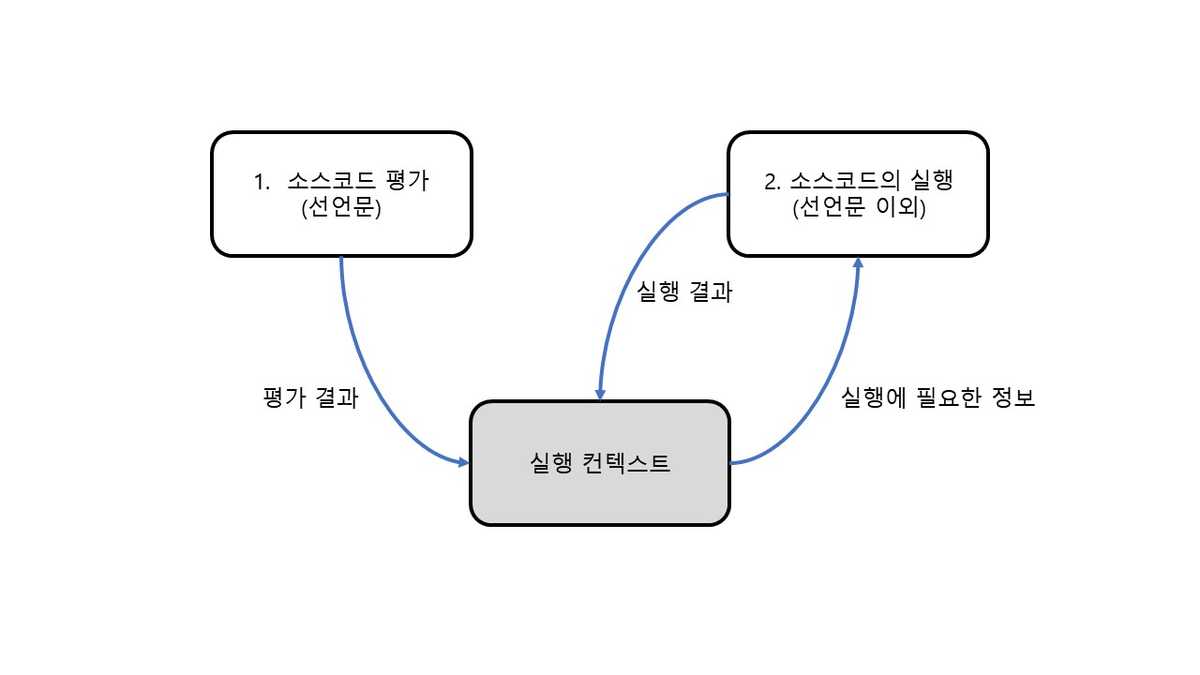 1. 소스코드 평가
(선언문)
2. 소스코드의 실행
(선언문 이외)
실행 결과
평가 결과
실행에 필요한 정보
실행 컨텍스트